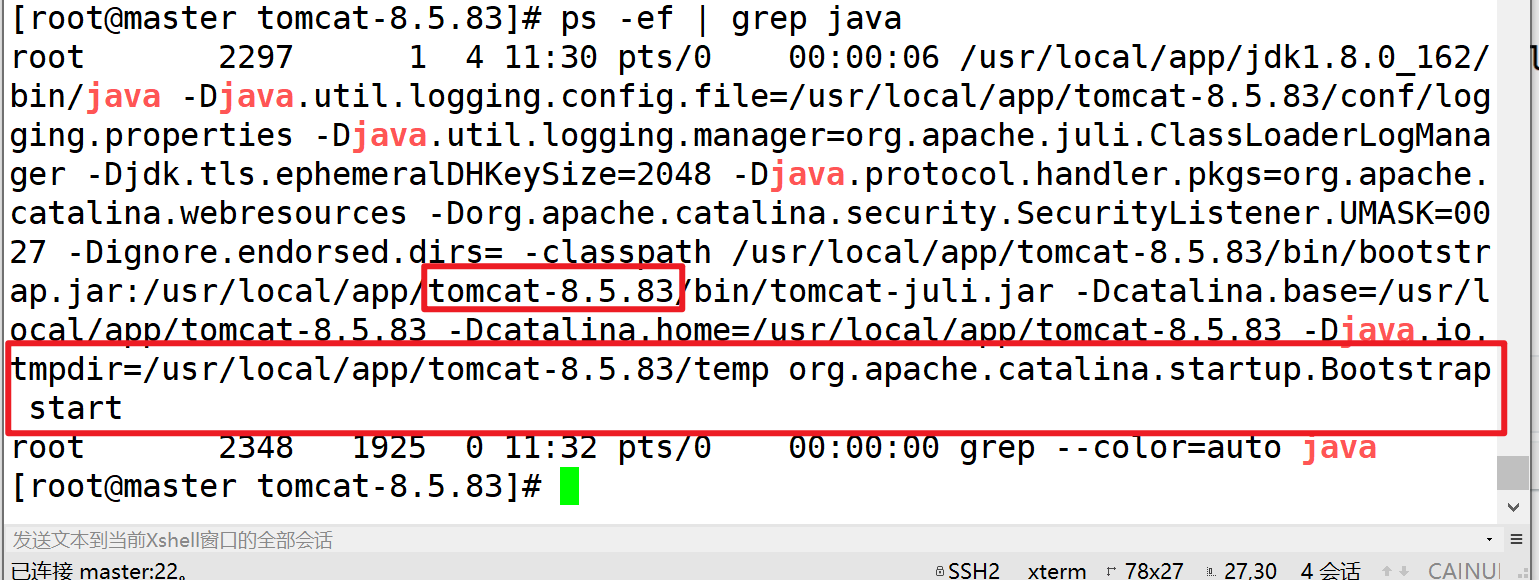 [root@master tomcat-8.5.83]# ps -ef | grep java
root       2297      1  4 11:30 pts/0    00:00:06 /usr/local/app/jdk1.8.0_162/
bin/java -Djava.util.logging.config.file=/usr/local/app/tomcat-8.5.83/conf/log
ging.properties -Djava.util.logging.manager=org.apache.juli.ClassLoaderLogMana
ger -Djdk.tls.ephemeralDHKeySize=2048 -Djava.protocol.handler.pkgs=org.apache.
catalina.webresources -Dorg.apache.catalina.security.SecurityListener.UMASK=00
27 -Dignore.endorsed.dirs= -classpath /usr/local/app/tomcat-8.5.83/bin/bootstr
ap.jar:/usr/local/app/tomcat-8.5.83/bin/tomcat-juli.jar -Dcatalina.base=/usr/l
ocal/app/tomcat-8.5.83 -Dcatalina.home=/usr/local/app/tomcat-8.5.83 -Djava.io.
tmpdir=/usr/local/app/tomcat-8.5.83/temp org.apache.catalina.startup.Bootstrap
 start
root       2348   1925  0 11:32 pts/0    00:00:00 grep --color=auto java
[root@master tomcat-8.5.83]#
发送文本到当前Xshell窗口的全部会话
已连接 master:22。 SSH2 xterm 78x27 27,30 4 会话